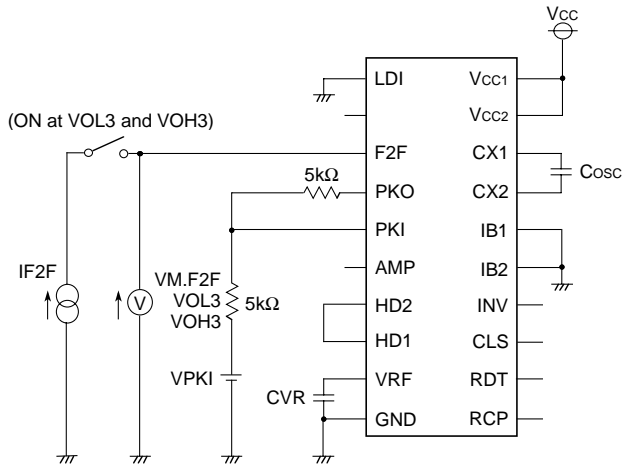 VCC
LDI VCC1
VCC2
(ON at VOL3 and VOH3)
F2F CX1
COSC
5kΩ PKO CX2
PKI IB1
IF2F
VM.F2F
VOL3
VOH3
5kΩ
V
AMP IB2
HD2 INV
HD1 CLS
VPKI
CVR
VRF RDT
GND RCP